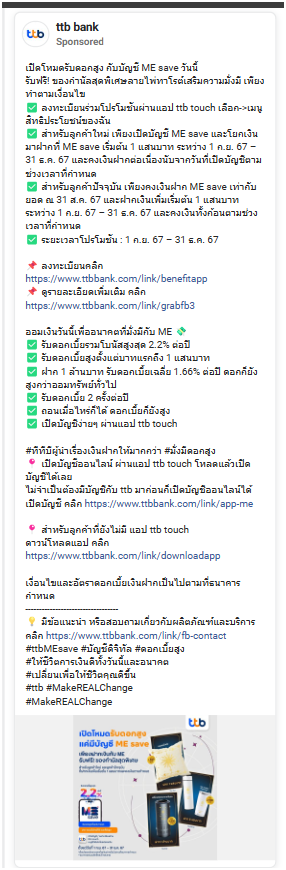 ttb bank
Sponsored
เปิดโหมดรับดอกสูง กับบัญชี ME save วันนี้
รับฟรี! ของกำนัลสุดพิเศษลายไพ่ทาโรต์เสริมความมั่งมี เพียง
ทำตามเงื่อนไข
✅ ลงทะเบียนร่วมโปรโมชันผ่านแอป ttb touch เลือก->เมนู
สิทธิประโยชน์ของฉัน
✅ สำหรับลูกค้าใหม่ เพียงเปิดบัญชี ME save และโยกเงิน
มาฝากที่ ME save เริ่มต้น 1 แสนบาท ระหว่าง 1 ก.ย. 67 –
31 ธ.ค. 67 และคงเงินฝากต่อเนื่องนับจากวันที่เปิดบัญชีตาม
ช่วงเวลาที่กำหนด
✅ สำหรับลูกค้าปัจจุบัน เพียงคงเงินฝาก ME save เท่ากับ
ยอด ณ 31 ส.ค. 67 และฝากเงินเพิ่มเริ่มต้น 1 แสนบาท
ระหว่าง 1 ก.ย. 67 – 31 ธ.ค. 67 และคงเงินทั้งก้อนตามช่วง
เวลาที่กำหนด
✅ ระยะเวลาโปรโมชัน : 1 ก.ย. 67 – 31 ธ.ค. 67
📌 ลงทะเบียนคลิก
https://www.ttbbank.com/link/benefitapp
📌 ดูรายละเอียดเพิ่มเติม คลิก
https://www.ttbbank.com/link/grabfb3
ออมเงินวันนี้เพื่ออนาคตที่มั่งมีกับ ME 💸
✅ รับดอกเบี้ยรวมโบนัสสูงสุด 2.2% ต่อปี
✅ รับดอกเบี้ยสูงตั้งแต่บาทแรกถึง 1 แสนบาท
✅ ฝาก 1 ล้านบาท รับดอกเบี้ยเฉลี่ย 1.66% ต่อปี ดอกก็ยัง
สูงกว่าออมทรัพย์ทั่วไป
✅ รับดอกเบี้ย 2 ครั้งต่อปี
✅ ถอนเมื่อไหร่ก็ได้ ดอกเบี้ยก็ยังสูง
✅ เปิดบัญชีง่ายๆ ผ่านแอป ttb touch
#ทีทีบีผู้นำเรื่องเงินฝากให้มากกว่า #มั่งมีดอกสูง
📍 เปิดบัญชีออนไลน์ ผ่านแอป ttb touch โหลดแล้วเปิด
บัญชีได้เลย
ไม่จำเป็นต้องมีบัญชีกับ ttb มาก่อนก็เปิดบัญชีออนไลน์ได้
เปิดบัญชี คลิก https://www.ttbbank.com/link/app-me
📍 สำหรับลูกค้าที่ยังไม่มี แอป ttb touch
ดาวน์โหลดแอป คลิก
https://www.ttbbank.com/link/downloadapp
เงื่อนไขและอัตราดอกเบี้ยเงินฝากเป็นไปตามที่ธนาคาร
กำหนด
--------------------------------
💡 มีข้อแนะนำ หรือสอบถามเกี่ยวกับผลิตภัณฑ์และบริการ
คลิก https://www.ttbbank.com/link/fb-contact
#ttbMEsave #บัญชีดิจิทัล #ดอกเบี้ยสูง
#ให้ชีวิตการเงินดีทั้งวันนี้และอนาคต
#เปลี่ยนเพื่อให้ชีวิตคุณดีขึ้น
#ttb #MakeREALChange
#MakeREALChange
ttb
เปิดโหมดรับดอกสูง
แค่มีบัญชี ME save
เพียงฝากเงินกับ ME
รับฟรี! ของกำนัลสุดพิเศษ
2.2%
ME
SAVE